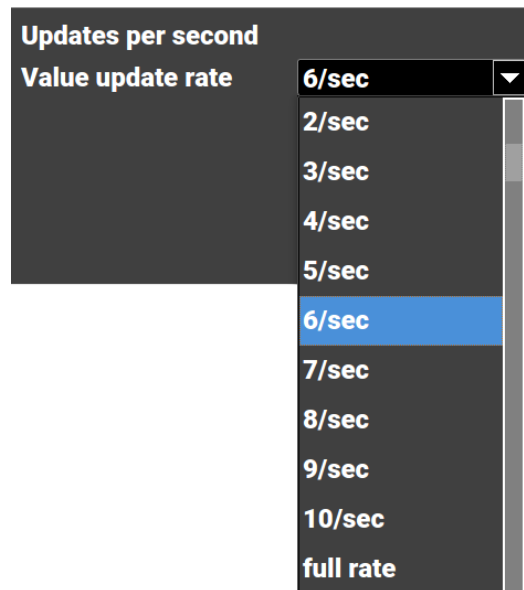 Updates per second
Value update rate 6/sec
2/sec
3/sec
4/sec
5/sec
6/sec
7/sec
8/sec
9/sec
10/sec
full rate